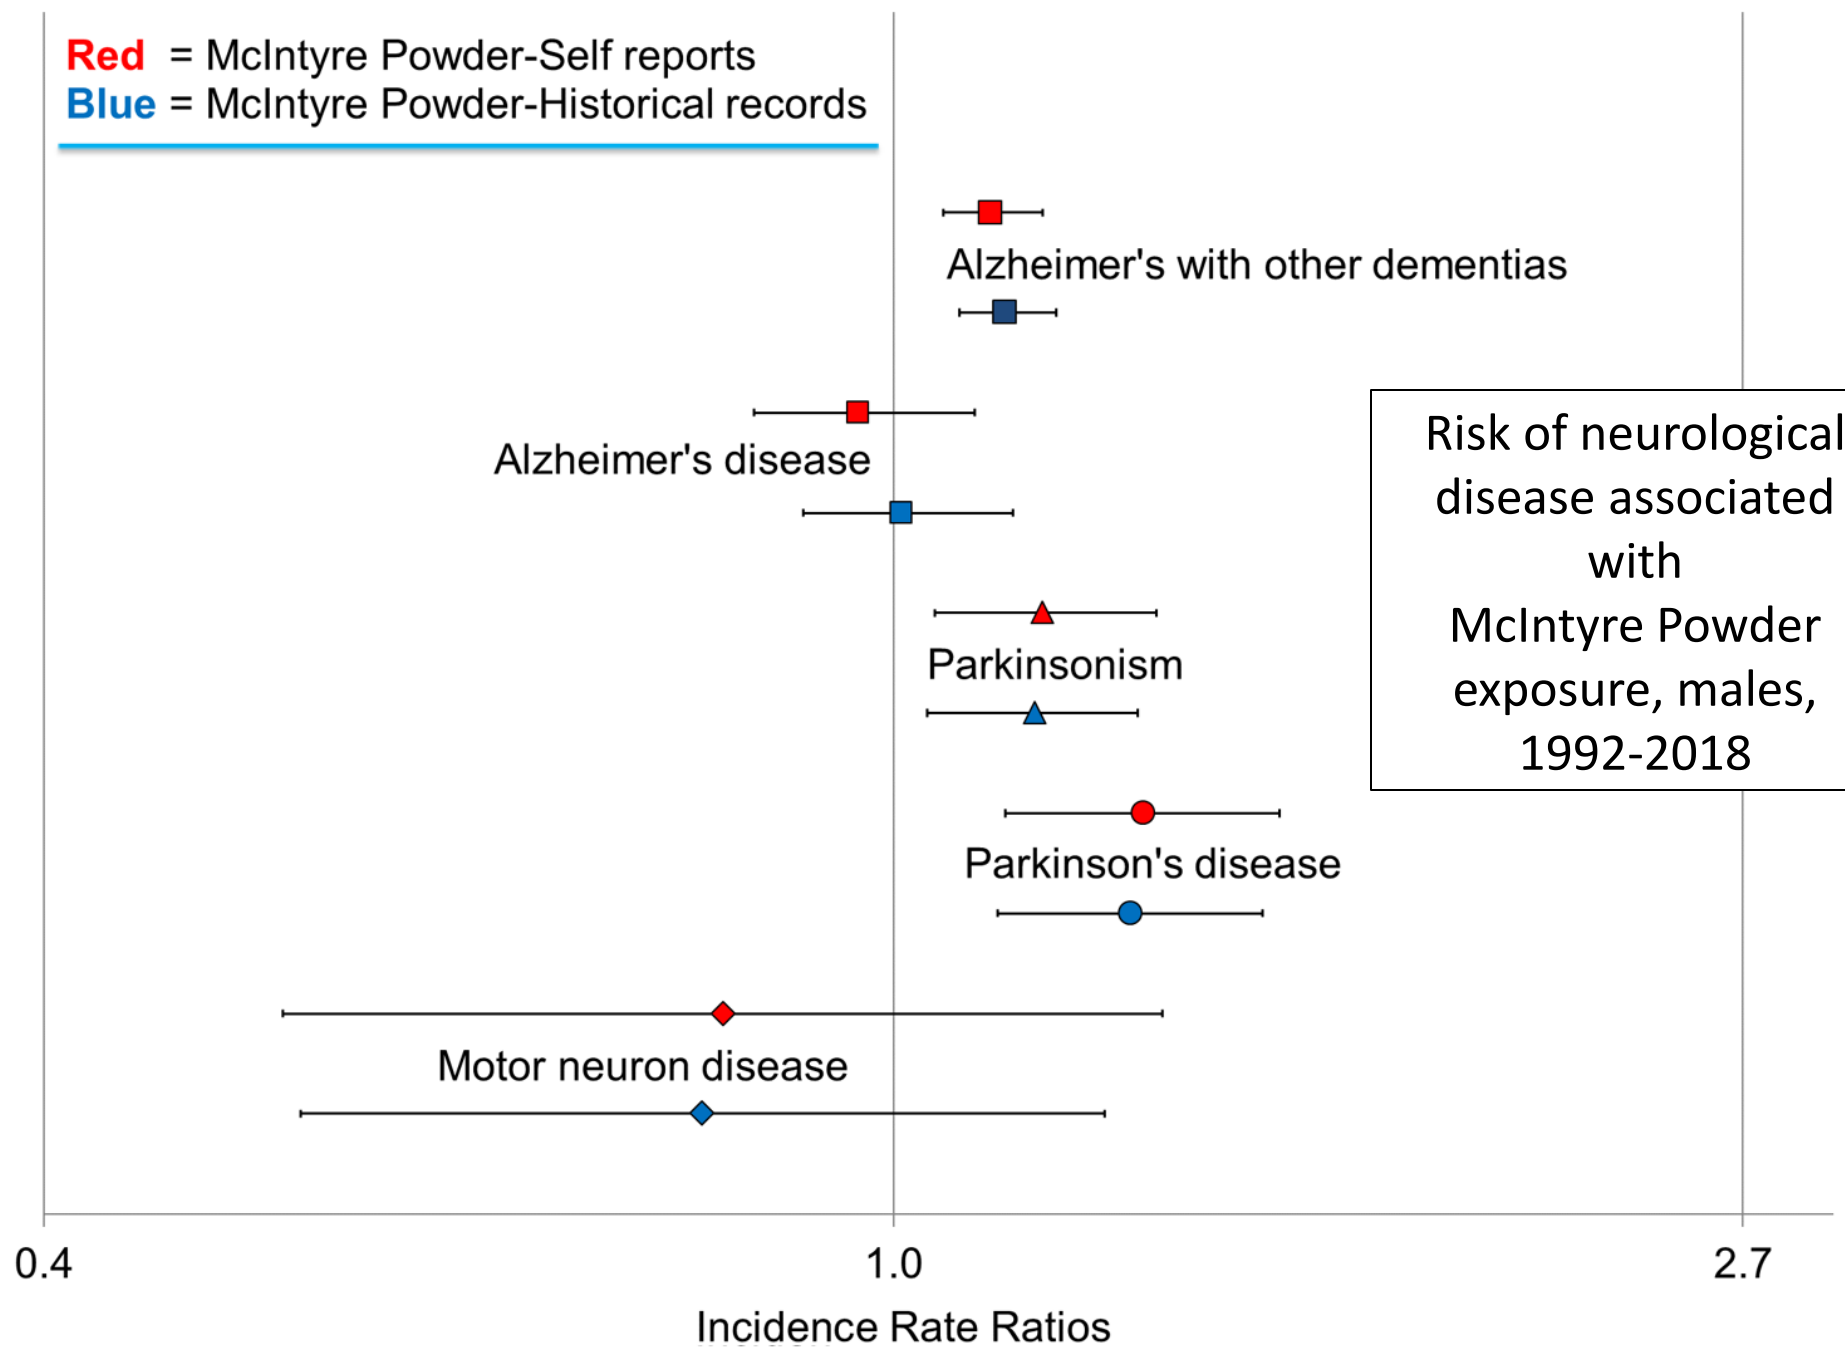 Red = McIntyre Powder-Self reports
Blue = McIntyre Powder-Historical records
Alzheimer's with other dementias
Alzheimer's disease
Parkinsonism
Parkinson's disease
Motor neuron disease
Risk of neurological
disease associated
with
McIntyre Powder
exposure, males,
1992-2018
0.4 1.0 2.7
Incidence Rate Ratios